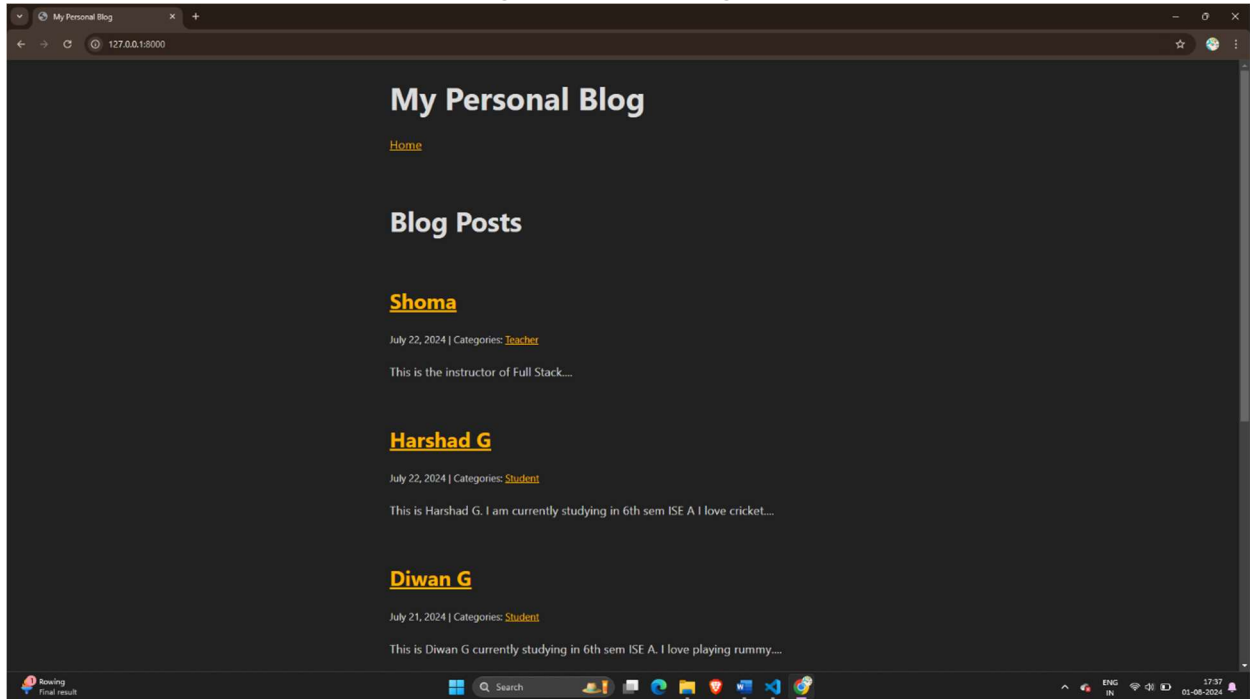 My Personal Blog
127.0.0.1:8000
My Personal Blog
Home
Blog Posts
Shoma
July 22, 2024 | Categories: Teacher
This is the instructor of Full Stack....
Harshad G
July 22, 2024 | Categories: Student
This is Harshad G. I am currently studying in 6th sem ISE A I love cricket....
Diwan G
July 21, 2024 | Categories: Student
This is Diwan G currently studying in 6th sem ISE A. I love playing rummy....
Rowing
Final result
Search
ENG
IN
17:37
01-08-2024